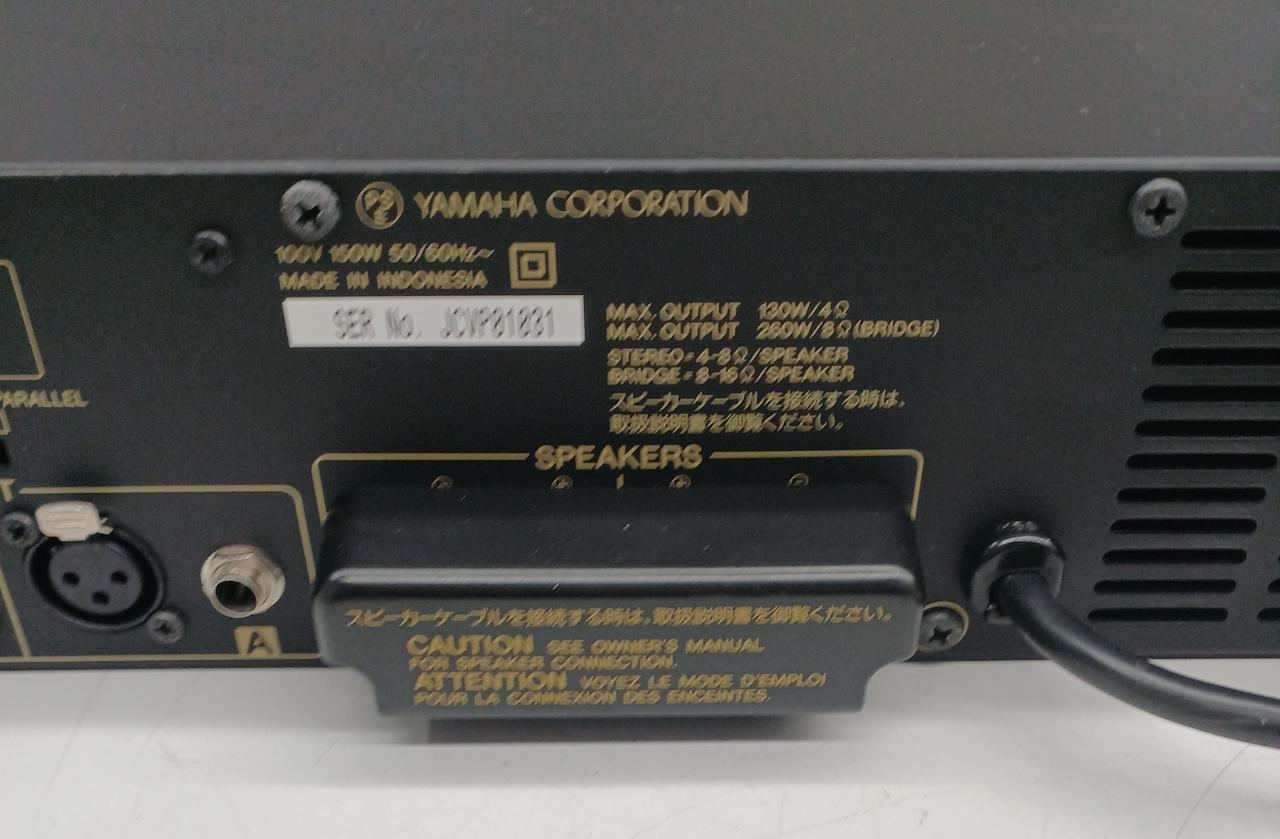 PSE YAMAHA CORPORATION
100V 150W 50/60Hz~
MADE IN INDONESIA
SER No. JCVP01031
MAX. OUTPUT 130W/4Ω
MAX. OUTPUT 260W/8Ω(BRIDGE)
STEREO=4-8Ω/SPEAKER
BRIDGE=8-16Ω/SPEAKER
スピーカーケーブルを接続する時は、
取扱説明書を御覧ください。
PARALLEL
SPEAKERS
T
A
スピーカーケーブルを接続する時は、取扱説明書を御覧ください。
CAUTION SEE OWNER'S MANUAL
FOR SPEAKER CONNECTION.
ATTENTION VOYEZ LE MODE D'EMPLOI
POUR LA CONNEXION DES ENCEINTES.